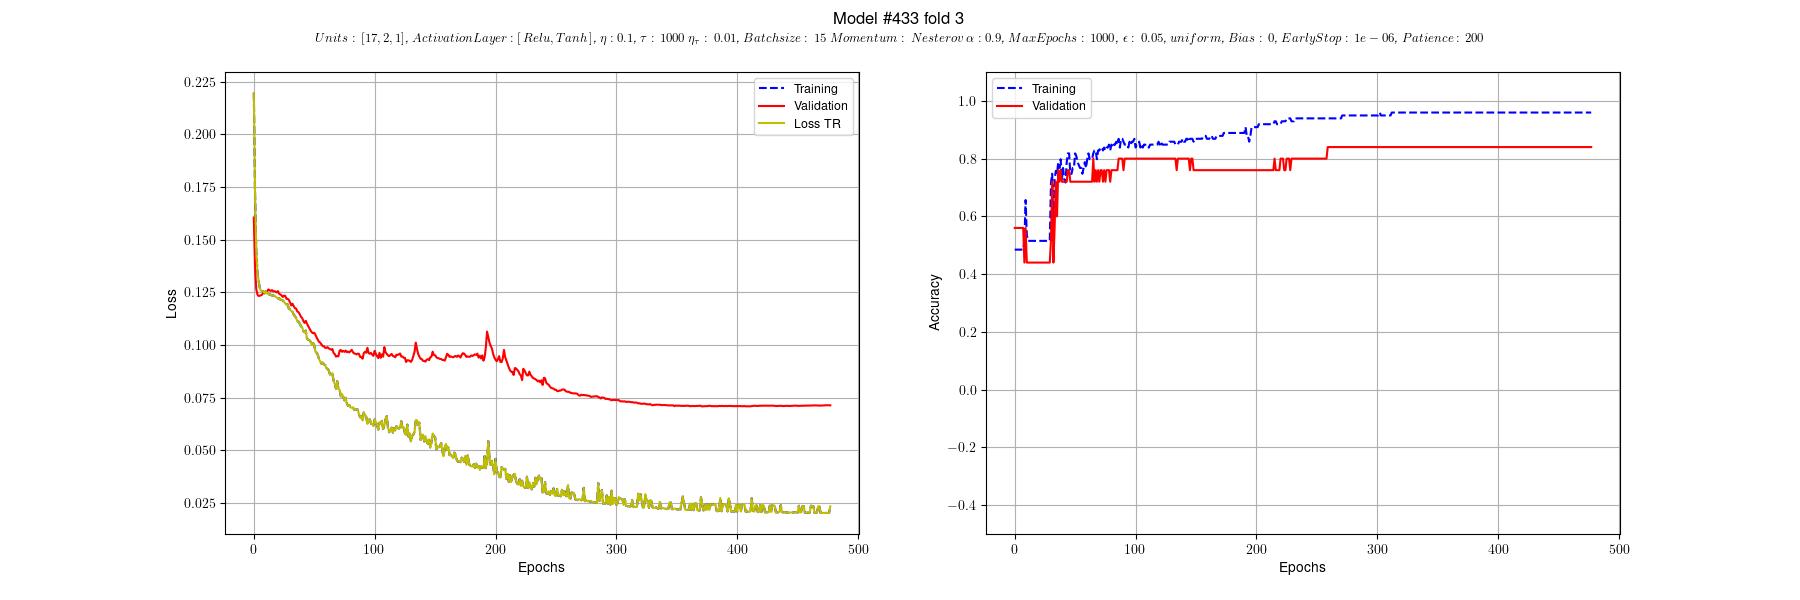 Model #433 fold 3
Units : [17, 2, 1], ActivationLayer : [ Relu, Tanh], η : 0.1, τ : 1000 η_τ : 0.01, Batchsize : 15 Momentum : Nesterov α : 0.9, MaxEpochs : 1000, ϵ : 0.05, uniform, Bias : 0, EarlyStop : 1e − 06, Patience : 200
Training
Validation
Loss TR
0.225
0.200
0.175
0.150
0.125
0.100
0.075
0.050
0.025
Loss
0 100 200 300 400 500
Epochs
Training
Validation
1.0
0.8
0.6
0.4
0.2
0.0
−0.2
−0.4
Accuracy
0 100 200 300 400 500
Epochs